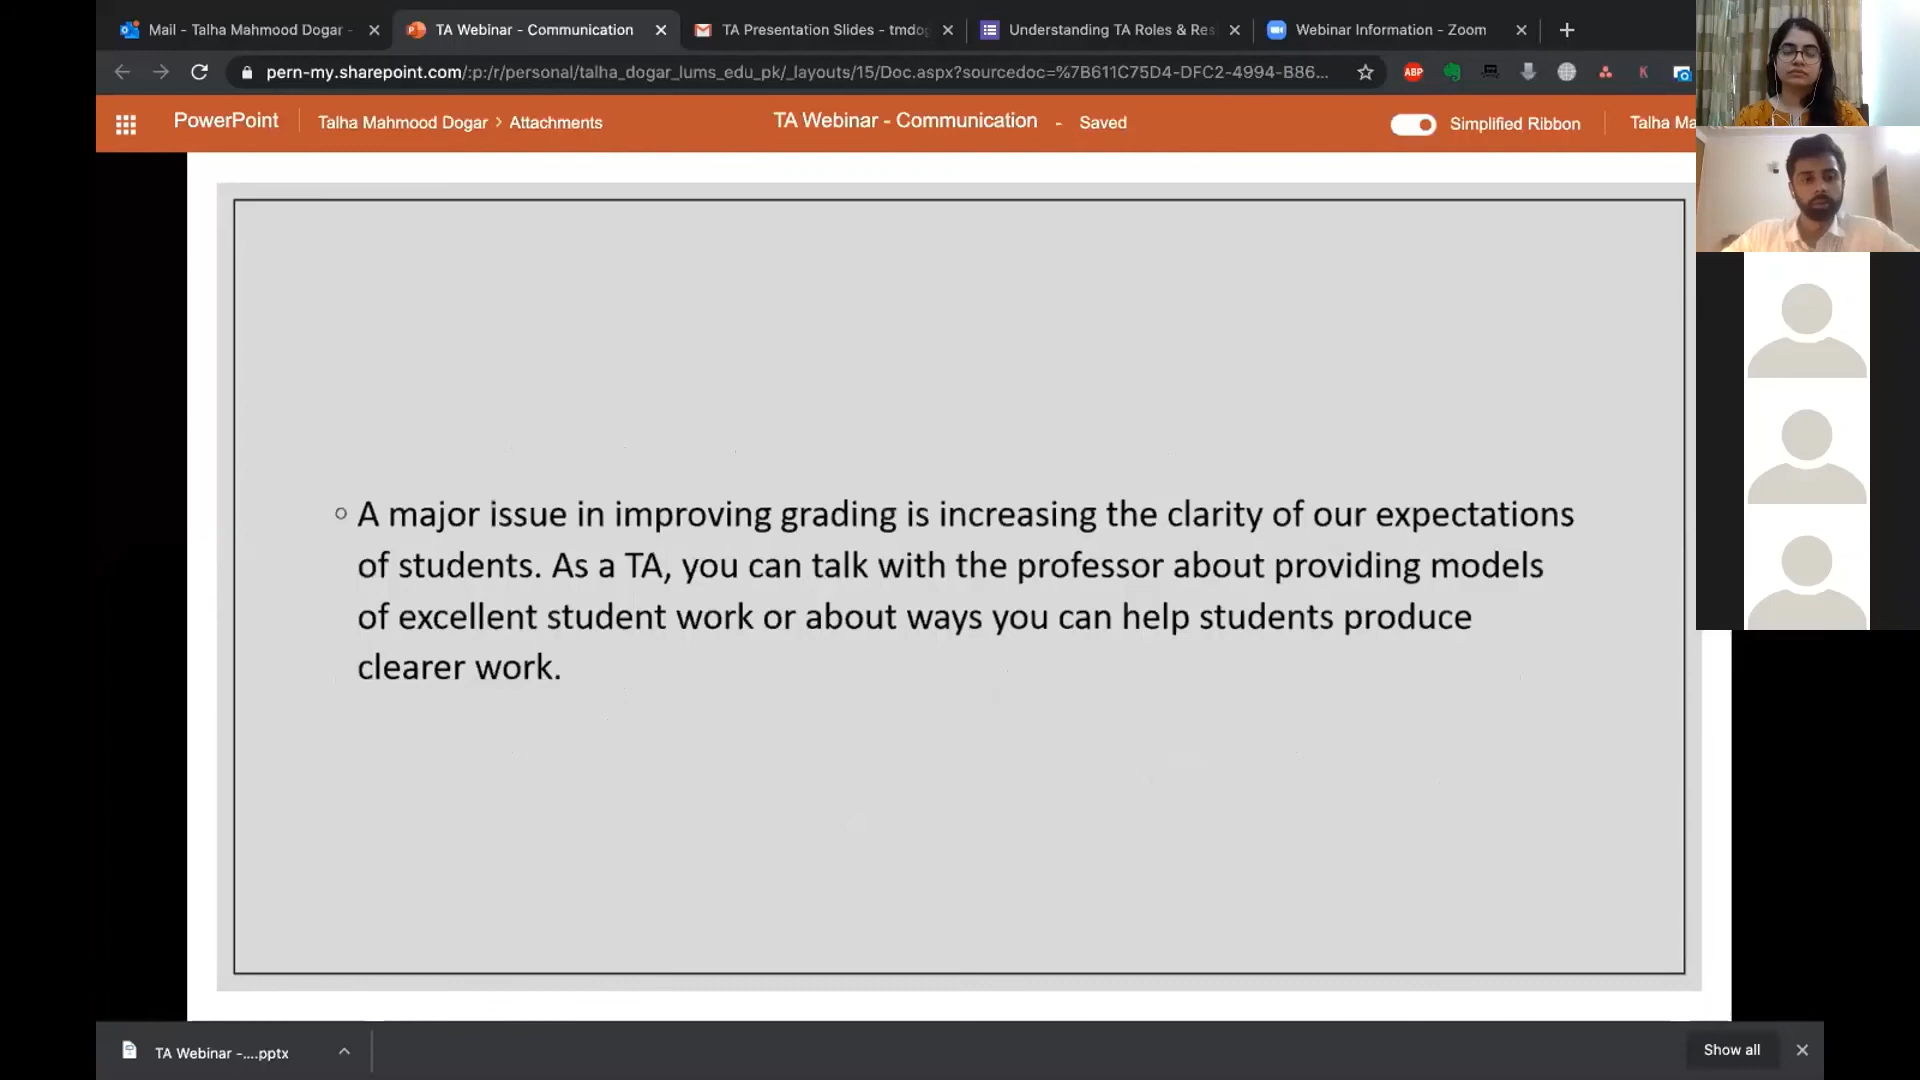 Mail - Talha Mahmood Dogar -
TA Webinar - Communication
TA Presentation Slides - tmdo
Understanding TA Roles & Res
Webinar Information - Zoom
pern-my.sharepoint.com/:p:/r/personal/talha_dogar_lums_edu_pk/_layouts/15/Doc.aspx?sourcedoc=%7B611C75D4-DFC2-4994-B86...
ABP
K
PowerPoint
Talha Mahmood Dogar > Attachments
TA Webinar - Communication - Saved
Simplified Ribbon
Talha Ma
A major issue in improving grading is increasing the clarity of our expectations
of students. As a TA, you can talk with the professor about providing models
of excellent student work or about ways you can help students produce
clearer work.
TA Webinar -....pptx
Show all